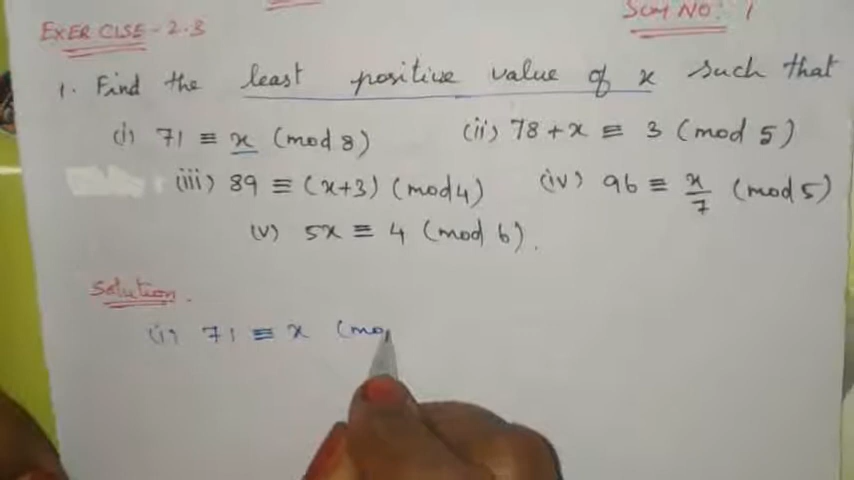 EXERCISE - 2.3
SUM NO: 1
1. Find the least positive value of x such that
(i) 71 ≡ x (mod 8) (ii) 78 + x ≡ 3 (mod 5)
(iii) 89 ≡ (x+3) (mod 4) (iv) 96 ≡ x/7 (mod 5)
(v) 5x ≡ 4 (mod 6).
Solution.
(i) 71 ≡ x (mo